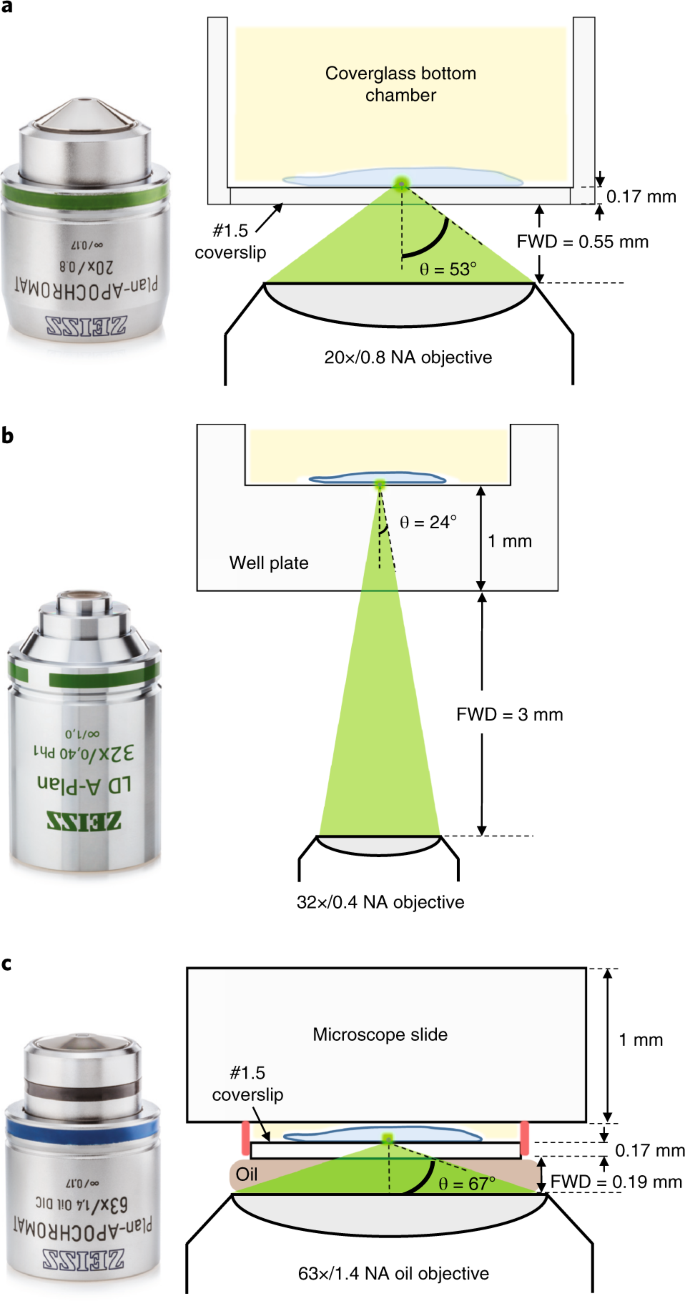 a
Coverglass bottom
chamber
0.17 mm
#1.5
coverslip
FWD = 0.55 mm
θ = 53°
∞/0.17
20x/0.8
Plan-APOCHROMAT
ZEISS
20×/0.8 NA objective
b
θ = 24°
1 mm
Well plate
FWD = 3 mm
∞/1,0
32x/0,40 Ph1
LD A-Plan
ZEISS
32×/0.4 NA objective
c
Microscope slide
1 mm
#1.5
coverslip
0.17 mm
Oil
θ = 67°
FWD = 0.19 mm
∞/0.17
63x/1.4 Oil DIC
Plan-APOCHROMAT
ZEISS
63×/1.4 NA oil objective